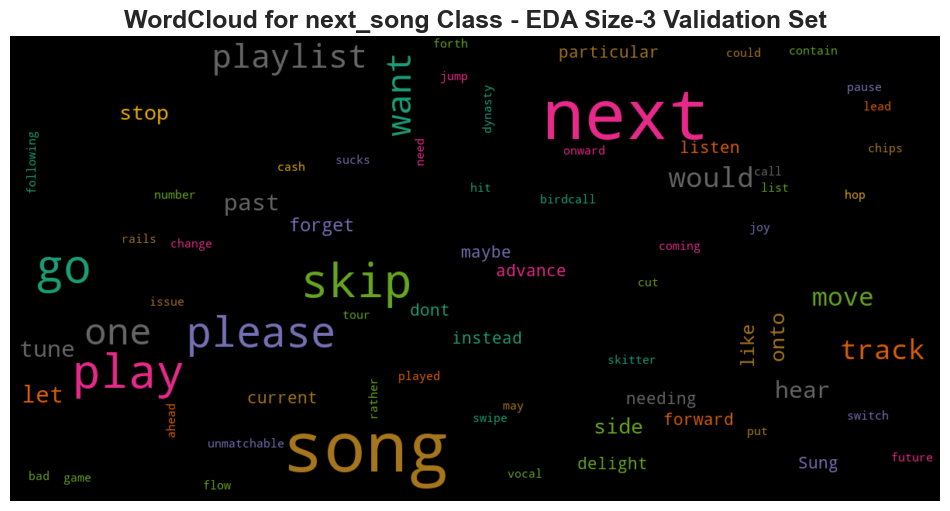 WordCloud for next_song Class - EDA Size-3 Validation Set
forth
playlist
particular
could
contain
want
jump
dynasty
pause
stop
next
lead
following
need
onward
listen
chips
cash
sucks
would
call
number
hit
birdcall
list
hop
past
forget
joy
rails
change
maybe
coming
go
skip
advance
cut
issue
tour
dont
move
one
please
instead
like
onto
tune
track
play
skitter
let
current
rather
played
needing
hear
ahead
may
swipe
forward
switch
put
unmatchable
song
side
bad
game
flow
vocal
delight
Sung
future